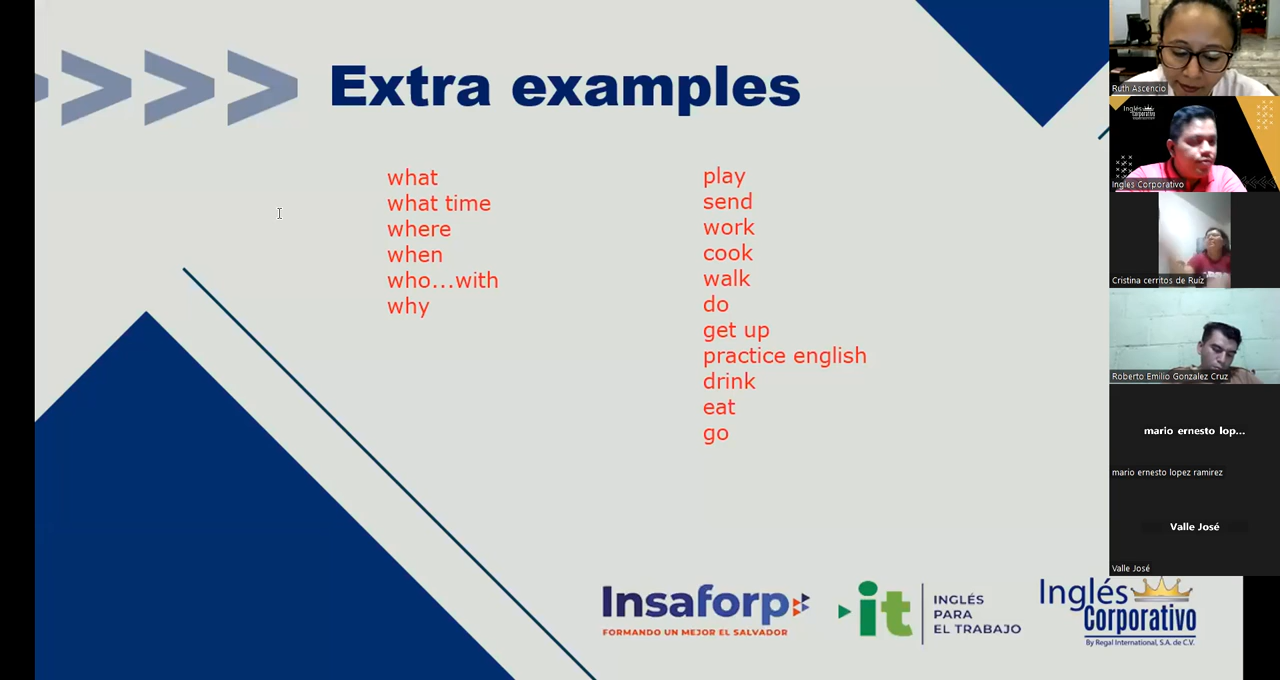 Extra examples
what
what time
where
when
who...with
why
play
send
work
cook
walk
do
get up
practice english
drink
eat
go
Insaforp
FORMANDO UN MEJOR EL SALVADOR
it
INGLÉS
PARA
EL TRABAJO
Inglés
Corporativo
By Regal International, S.A. de C.V.
Ruth Ascencio
Inglés
Corporativo
Ingles Corporativo
Cristina cerritos de Ruíz
Roberto Emilio Gonzalez Cruz
mario ernesto lop...
mario ernesto lopez ramirez
Valle José
Valle José